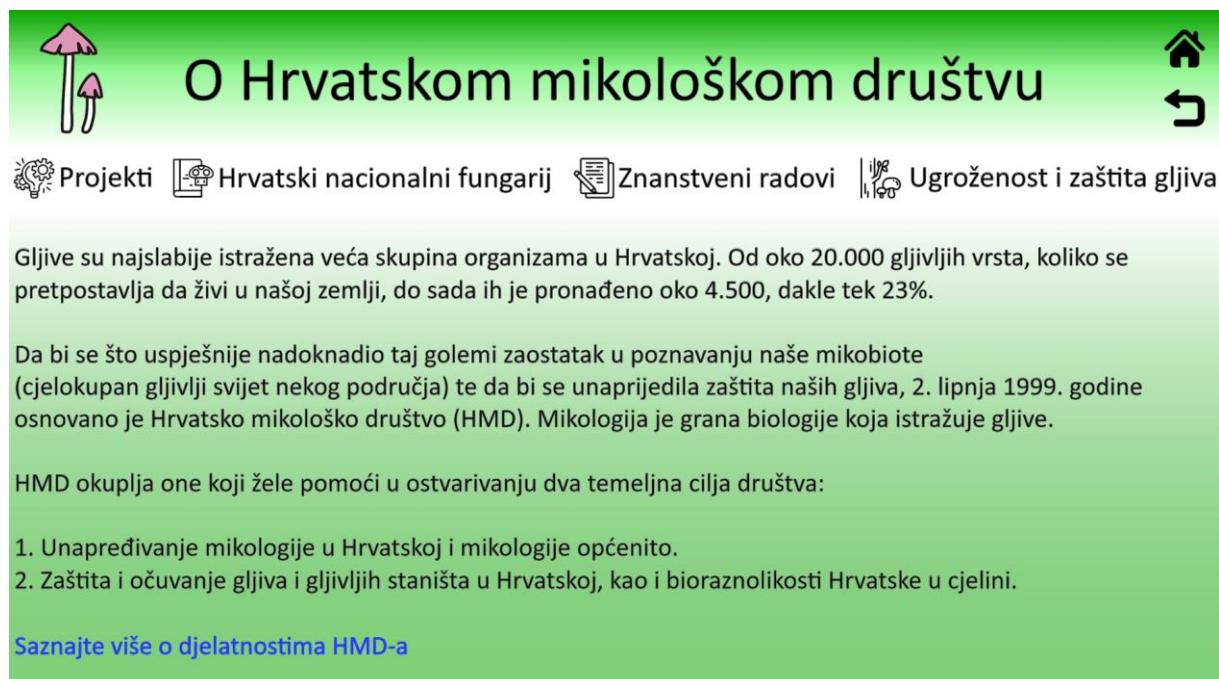 O Hrvatskom mikološkom društvu
Projekti Hrvatski nacionalni fungarij Znanstveni radovi Ugroženost i zaštita gljiva
Gljive su najslabije istražena veća skupina organizama u Hrvatskoj. Od oko 20.000 gljivljih vrsta, koliko se
pretpostavlja da živi u našoj zemlji, do sada ih je pronađeno oko 4.500, dakle tek 23%.
Da bi se što uspješnije nadoknadio taj golemi zaostatak u poznavanju naše mikobiote
(cjelokupan gljivlji svijet nekog područja) te da bi se unaprijedila zaštita naših gljiva, 2. lipnja 1999. godine
osnovano je Hrvatsko mikološko društvo (HMD). Mikologija je grana biologije koja istražuje gljive.
HMD okuplja one koji žele pomoći u ostvarivanju dva temeljna cilja društva:
1. Unapređivanje mikologije u Hrvatskoj i mikologije općenito.
2. Zaštita i očuvanje gljiva i gljivljih staništa u Hrvatskoj, kao i bioraznolikosti Hrvatske u cjelini.
Saznajte više o djelatnostima HMD-a